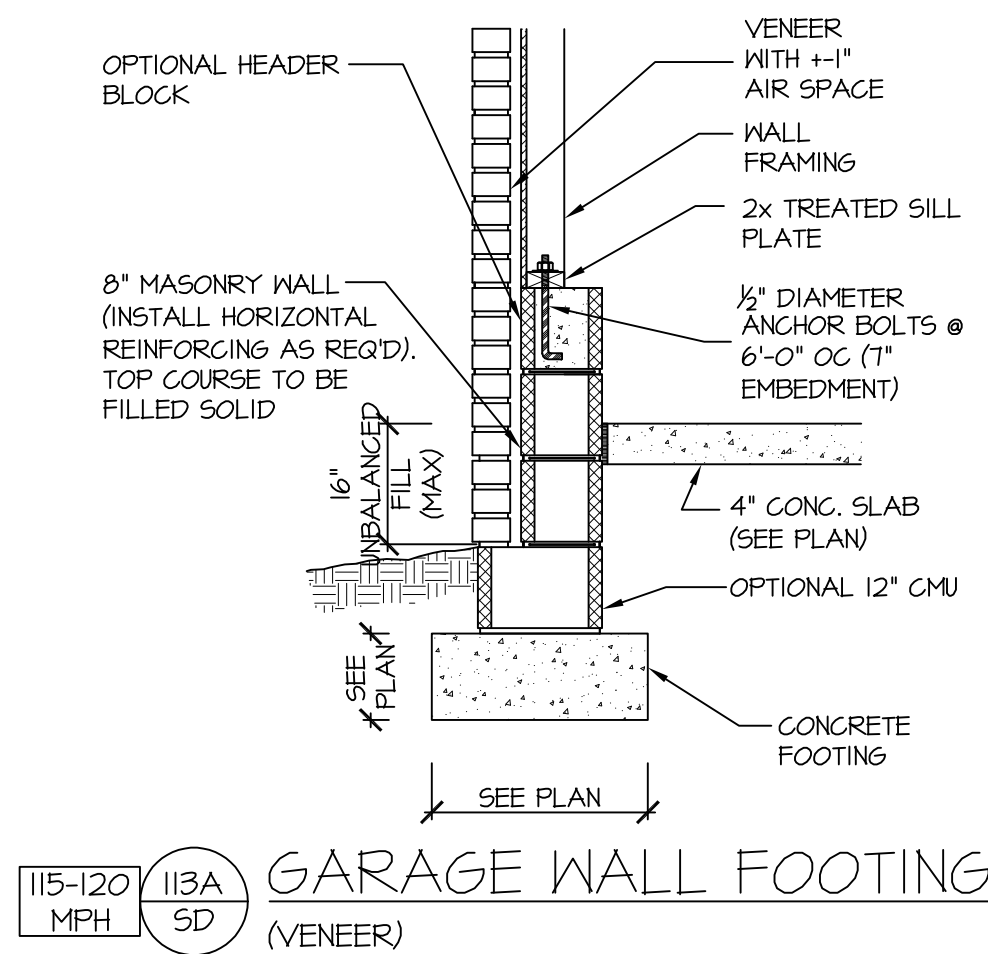 OPTIONAL HEADER
BLOCK
VENEER
WITH +-1"
AIR SPACE
WALL
FRAMING
2x TREATED SILL
PLATE
8" MASONRY WALL
(INSTALL HORIZONTAL
REINFORCING AS REQ'D).
TOP COURSE TO BE
FILLED SOLID
½" DIAMETER
ANCHOR BOLTS @
6'-0" OC (7"
EMBEDMENT)
16"
UNBALANCED
FILL
(MAX)
4" CONC. SLAB
(SEE PLAN)
OPTIONAL 12" CMU
SEE
PLAN
CONCRETE
FOOTING
SEE PLAN
115-120
MPH
113A
SD
GARAGE WALL FOOTING
(VENEER)